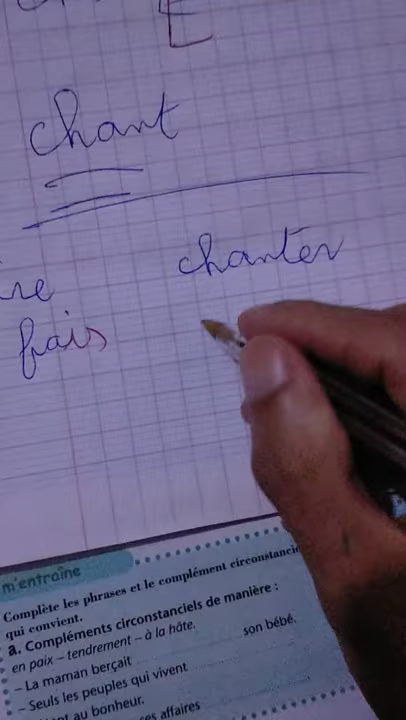 chant
chanter
fais
m'entraîne
Complète les phrases et le complément circonstanciel
qui convient.
a. Compléments circonstanciels de manière :
en paix – tendrement – à la hâte.
– La maman berçait son bébé.
– Seuls les peuples qui vivent
au bonheur.
affaires